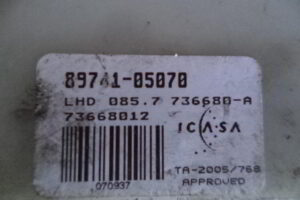 89741-05070
LHD 085.7 736680-A
73668012
ICASA
TA-2005/768
APPROVED
070937